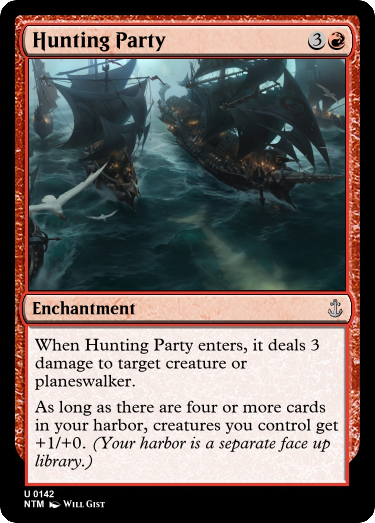 Hunting Party 3
Enchantment
When Hunting Party enters, it deals 3
damage to target creature or
planeswalker.
As long as there are four or more cards
in your harbor, creatures you control get
+1/+0. (Your harbor is a separate face up
library.)
U 0142
NTM Will Gist